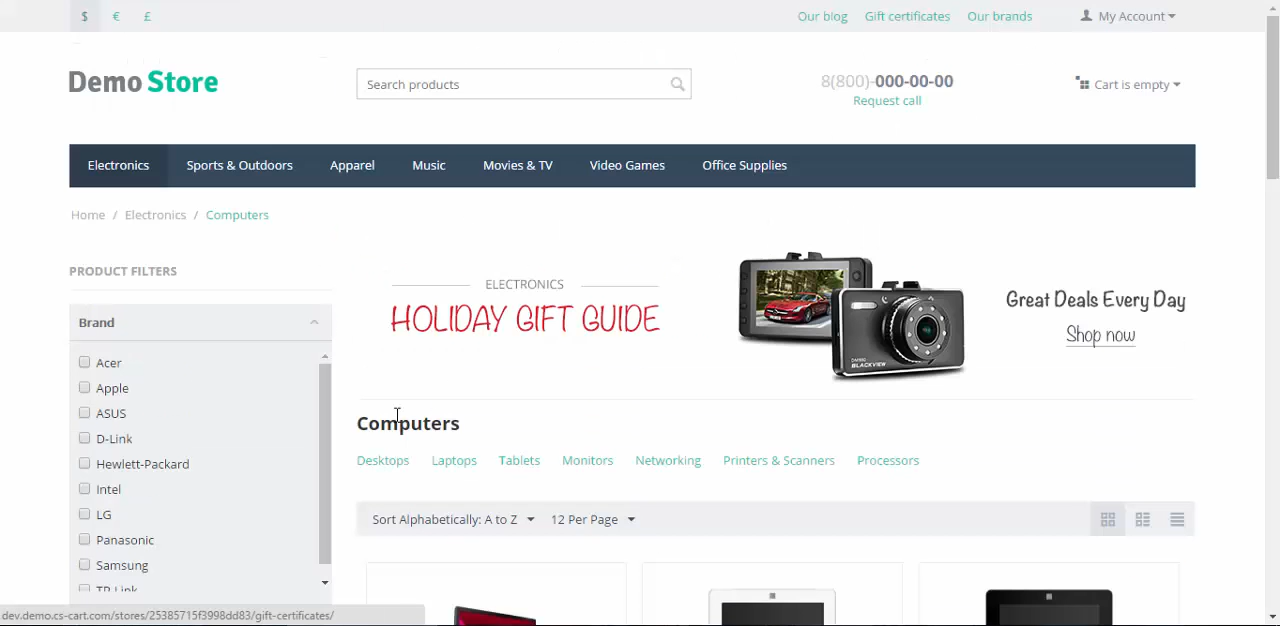 $ € £ Our blog Gift certificates Our brands My Account
Demo Store Search products 8(800)-000-00-00 Cart is empty
Request call
Electronics Sports & Outdoors Apparel Music Movies & TV Video Games Office Supplies
Home / Electronics / Computers
PRODUCT FILTERS
Brand
Acer
Apple
ASUS
D-Link
Hewlett-Packard
Intel
LG
Panasonic
Samsung
TP-Link
ELECTRONICS
HOLIDAY GIFT GUIDE
BLACKVIEW
Great Deals Every Day
Shop now
Computers
Desktops Laptops Tablets Monitors Networking Printers & Scanners Processors
Sort Alphabetically: A to Z 12 Per Page
dev.demo.cs-cart.com/stores/25385715f3998dd83/gift-certificates/